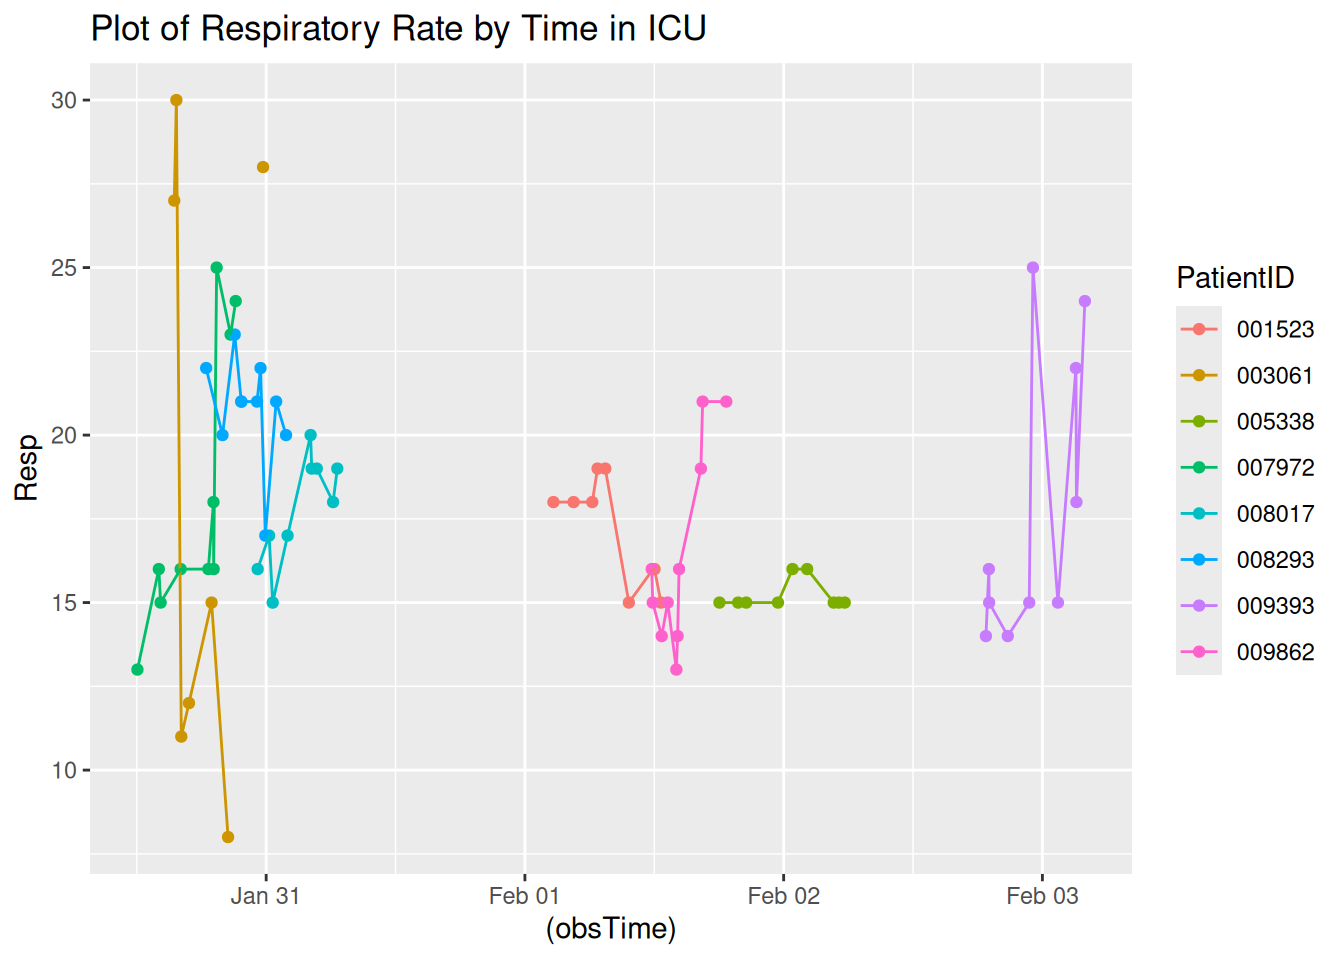 Plot of Respiratory Rate by Time in ICU
30
25
20
15
10
Resp
Jan 31
Feb 01
Feb 02
Feb 03
(obsTime)
PatientID
001523
003061
005338
007972
008017
008293
009393
009862